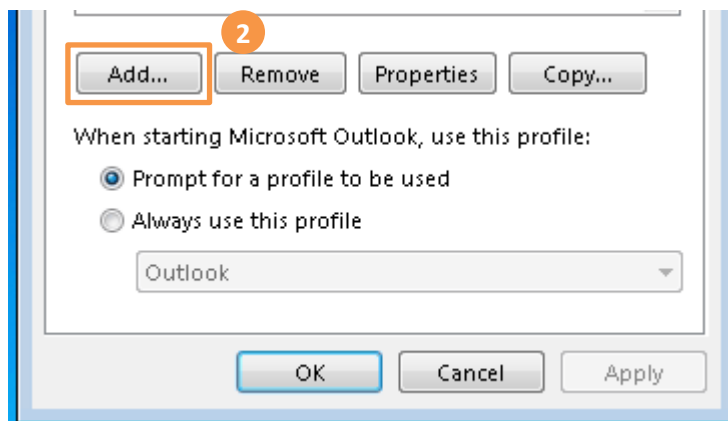 2
Add... Remove Properties Copy...
When starting Microsoft Outlook, use this profile:
Prompt for a profile to be used
Always use this profile
Outlook
OK Cancel Apply